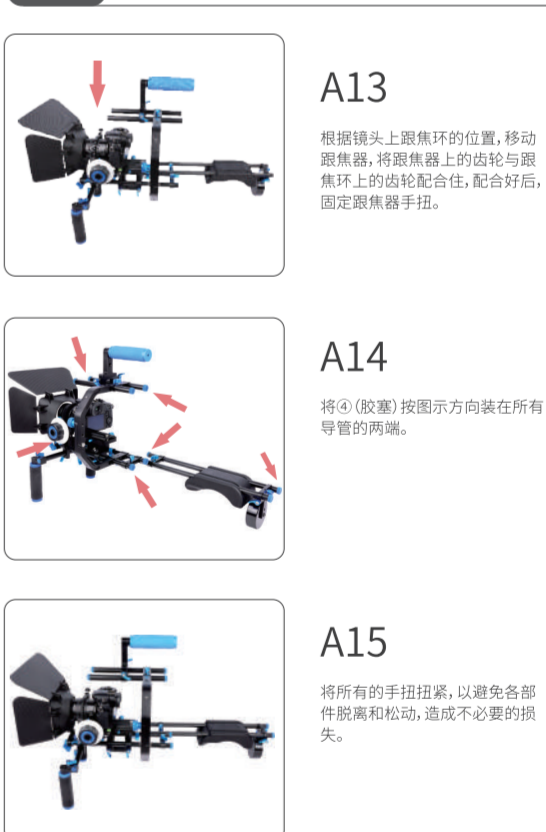 A13
根据镜头上跟焦环的位置，移动
跟焦器，将跟焦器上的齿轮与跟
焦环上的齿轮配合住，配合好后，
固定跟焦器手扭。
A14
将④（胶塞）按图示方向装在所有
导管的两端。
A15
将所有的手扭扭紧，以避免各部
件脱离和松动，造成不必要的损
失。